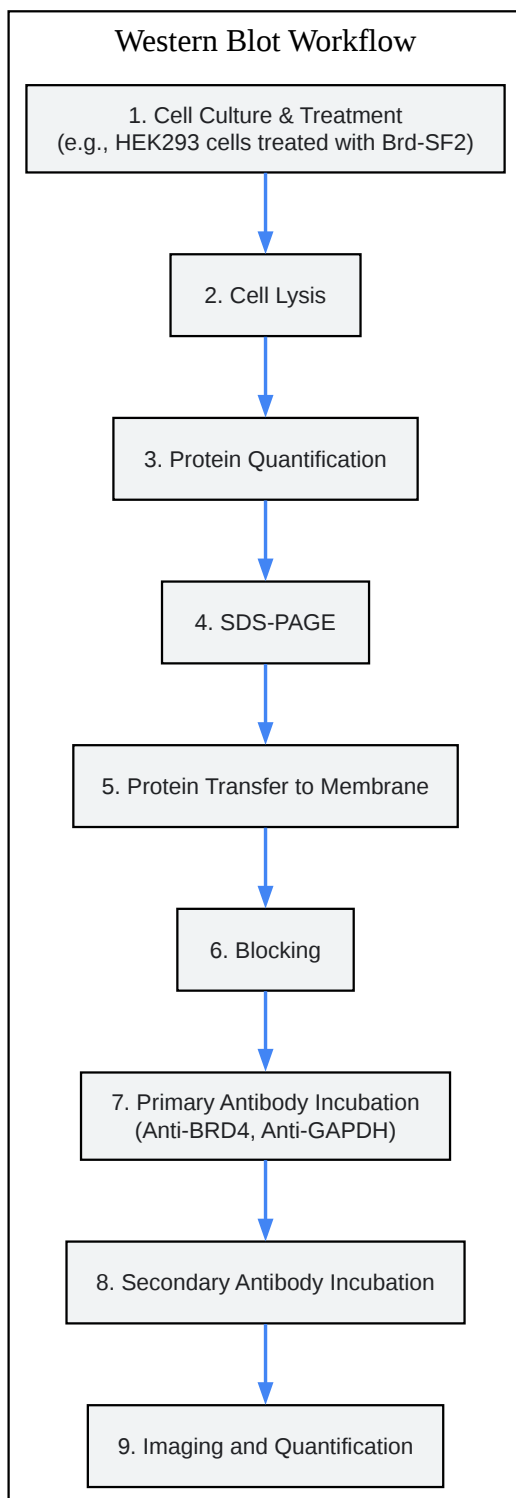 Western Blot Workflow
1. Cell Culture & Treatment
(e.g., HEK293 cells treated with Brd-SF2)
2. Cell Lysis
3. Protein Quantification
4. SDS-PAGE
5. Protein Transfer to Membrane
6. Blocking
7. Primary Antibody Incubation
(Anti-BRD4, Anti-GAPDH)
8. Secondary Antibody Incubation
9. Imaging and Quantification